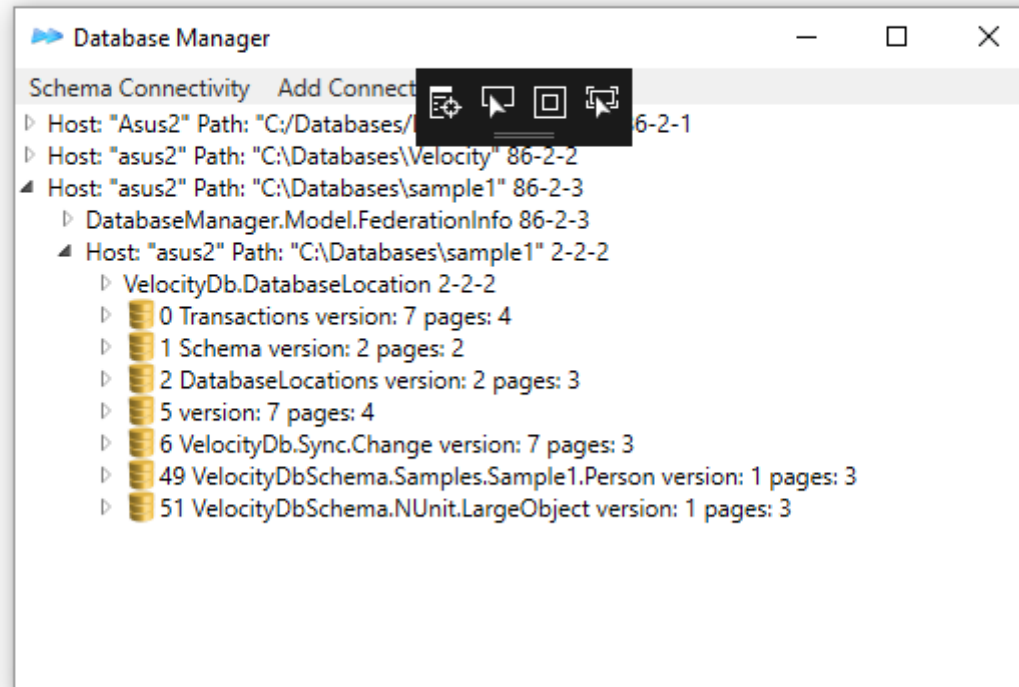 Database Manager
Schema Connectivity Add Connect
Host: "Asus2" Path: "C:/Databases/ 6-2-1
Host: "asus2" Path: "C:\Databases\Velocity" 86-2-2
Host: "asus2" Path: "C:\Databases\sample1" 86-2-3
DatabaseManager.Model.FederationInfo 86-2-3
Host: "asus2" Path: "C:\Databases\sample1" 2-2-2
VelocityDb.DatabaseLocation 2-2-2
0 Transactions version: 7 pages: 4
1 Schema version: 2 pages: 2
2 DatabaseLocations version: 2 pages: 3
5 version: 7 pages: 4
6 VelocityDb.Sync.Change version: 7 pages: 3
49 VelocityDbSchema.Samples.Sample1.Person version: 1 pages: 3
51 VelocityDbSchema.NUnit.LargeObject version: 1 pages: 3